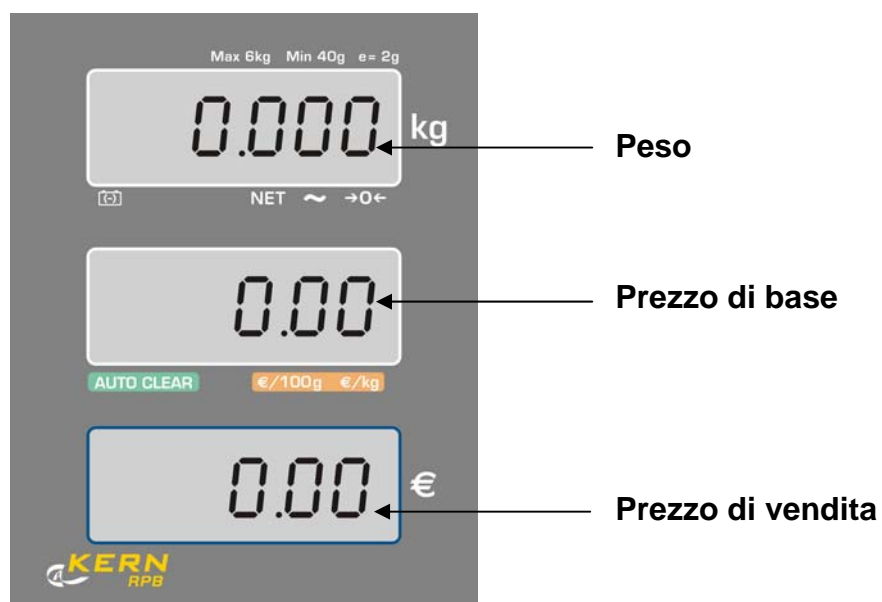 Max 6kg Min 40g e= 2g
0.000 kg
Peso
NET ~ →0←
0.00
Prezzo di base
AUTO CLEAR €/100g €/kg
0.00 €
Prezzo di vendita
KERN
RPB